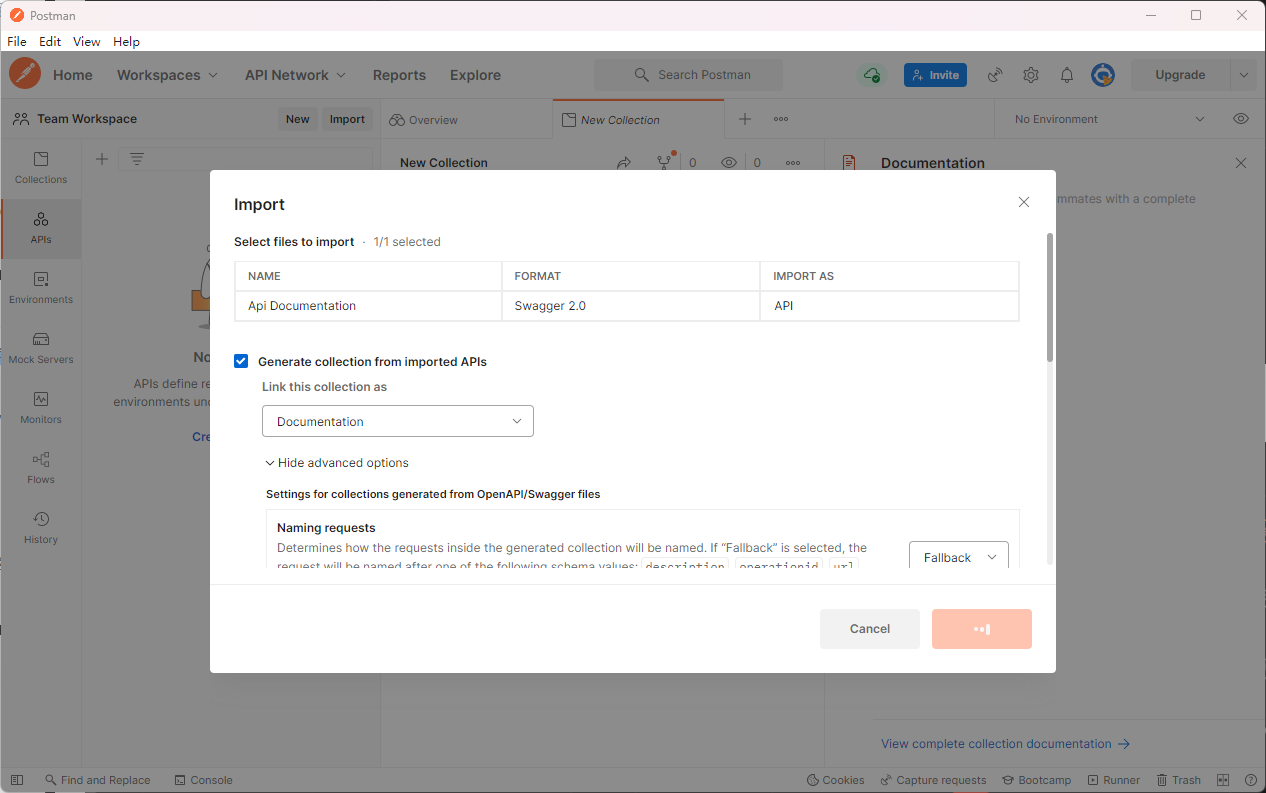 Postman
File Edit View Help
Home Workspaces API Network Reports Explore Search Postman Invite Upgrade
Team Workspace New Import Overview New Collection No Environment
Collections
APIs
Environments
Mock Servers
Monitors
Flows
History
New Collection 0 0 Documentation
mmates with a complete
No
APIs define re
environments un
Cre
Import
Select files to import · 1/1 selected
NAME FORMAT IMPORT AS
Api Documentation Swagger 2.0 API
Generate collection from imported APIs
Link this collection as
Documentation
Hide advanced options
Settings for collections generated from OpenAPI/Swagger files
Naming requests
Determines how the requests inside the generated collection will be named. If “Fallback” is selected, the
request will be named after one of the following schema values: description operationid url
Fallback
Cancel
View complete collection documentation
Find and Replace Console Cookies Capture requests Bootcamp Runner Trash